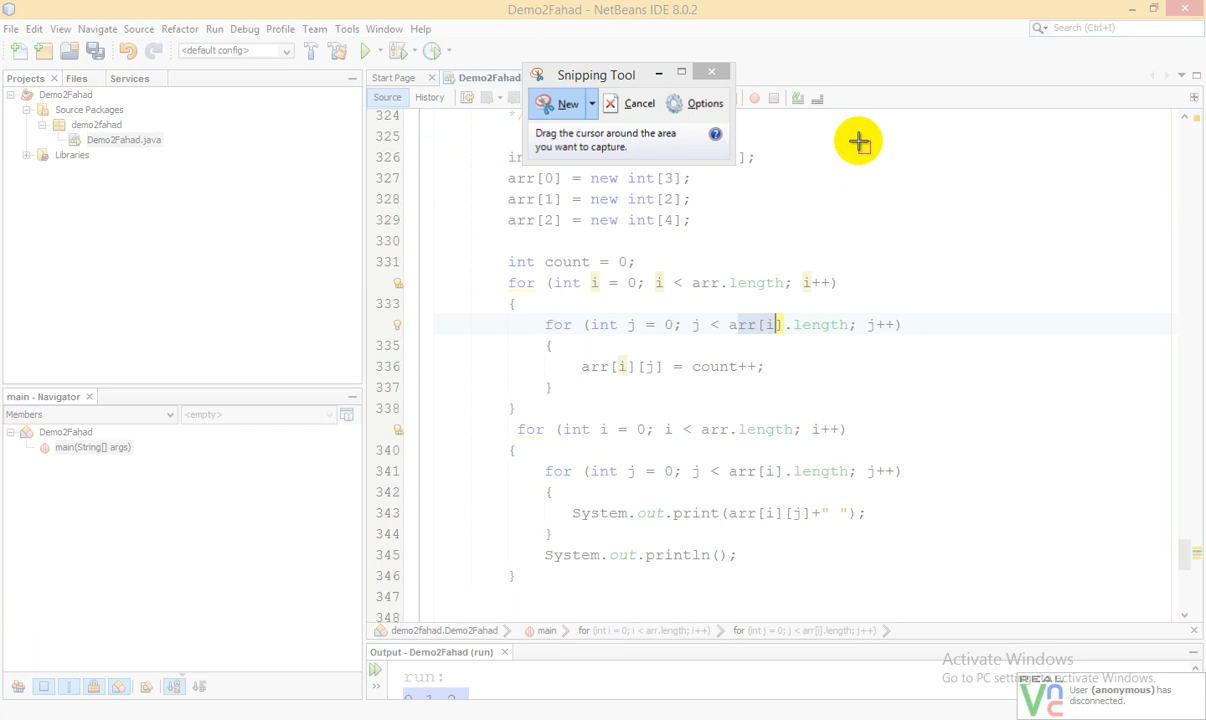 Demo2Fahad - NetBeans IDE 8.0.2
File Edit View Navigate Source Refactor Run Debug Profile Team Tools Window Help
Search (Ctrl+I)
<default config>
Snipping Tool
New Cancel Options
Drag the cursor around the area
you want to capture.
Projects Files Services
Demo2Fahad
Source Packages
demo2fahad
Demo2Fahad.java
Libraries
Start Page Demo2Fahad
Source History
324 */
325
326 in ];
327 arr[0] = new int[3];
328 arr[1] = new int[2];
329 arr[2] = new int[4];
330
331 int count = 0;
for (int i = 0; i < arr.length; i++)
333 {
for (int j = 0; j < arr[i].length; j++)
335 {
336 arr[i][j] = count++;
337 }
338 }
for (int i = 0; i < arr.length; i++)
340 {
341 for (int j = 0; j < arr[i].length; j++)
342 {
343 System.out.print(arr[i][j]+" ");
344 }
345 System.out.println();
346 }
347
348
main - Navigator
Members <empty>
Demo2Fahad
main(String[] args)
demo2fahad.Demo2Fahad main for (int i = 0; i < arr.length; i++) for (int j = 0; j < arr[i].length; j++)
Output - Demo2Fahad (run)
run:
0 1 2
Activate Windows
Go to PC settings to activate Windows.
REAL
VNC
User (anonymous) has
disconnected.